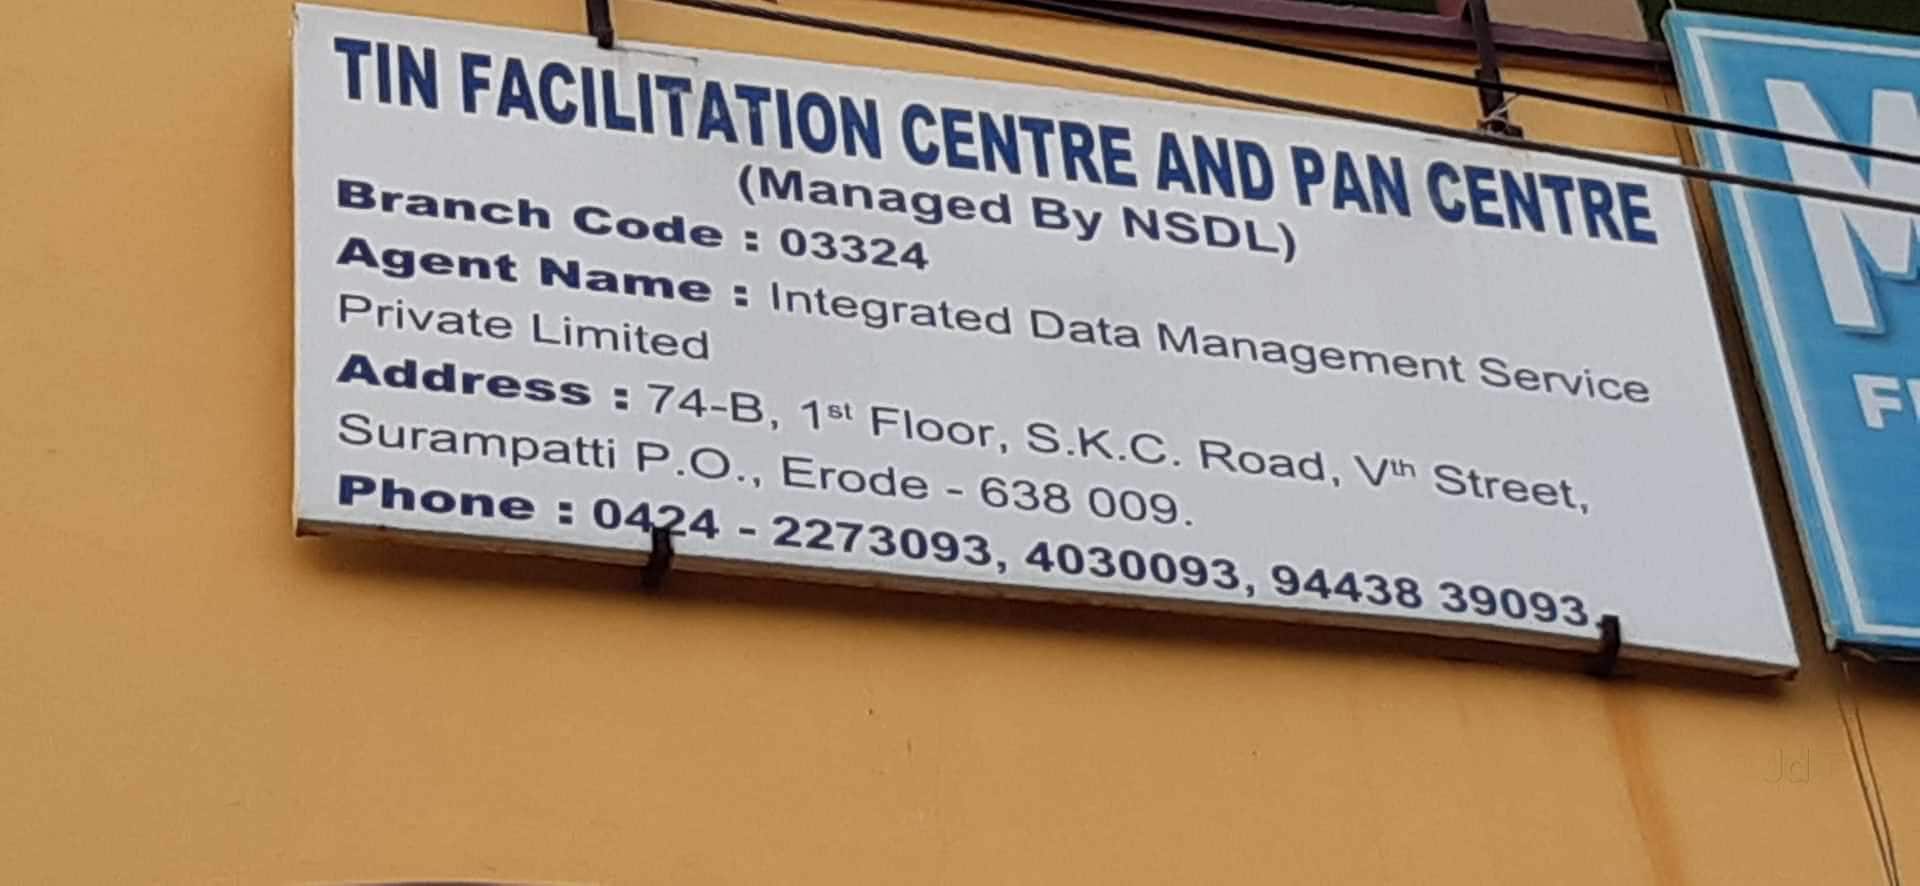 TIN FACILITATION CENTRE AND PAN CENTRE
(Managed By NSDL)
Branch Code : 03324
Agent Name : Integrated Data Management Service
Private Limited
Address : 74-B, 1st Floor, S.K.C. Road, Vth Street,
Surampatti P.O., Erode - 638 009.
Phone : 0424 - 2273093, 4030093, 94438 39093.
Jd